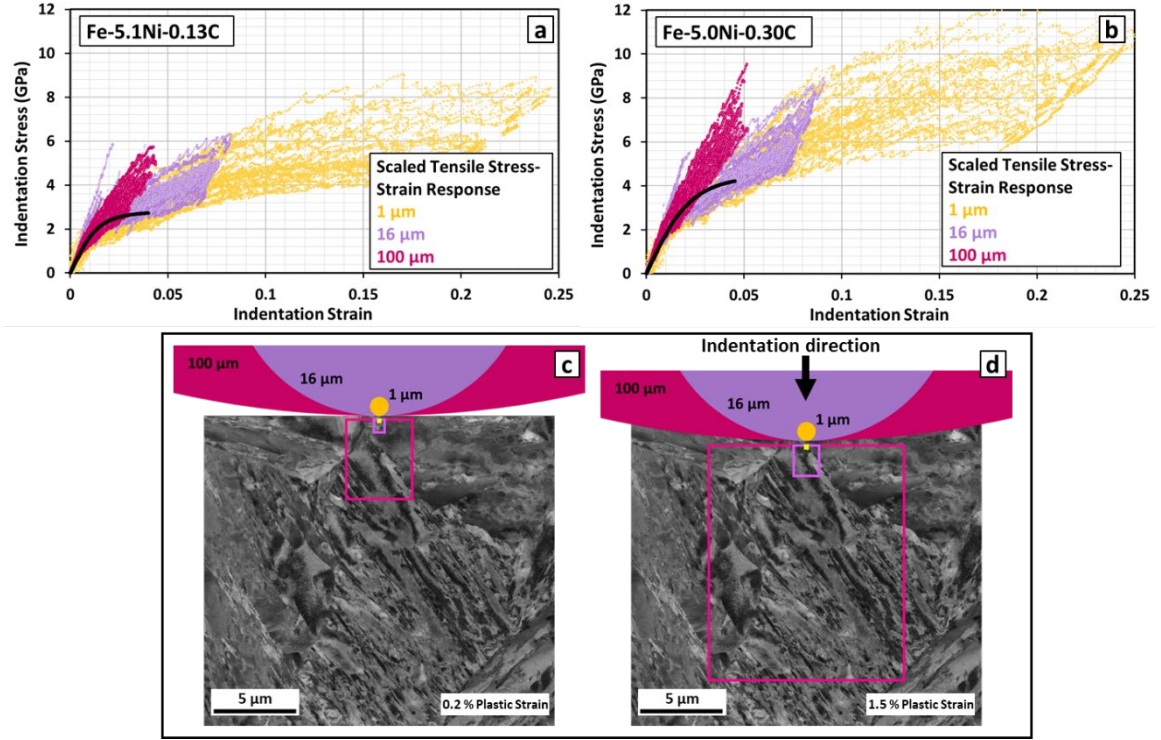 Fe-5.1Ni-0.13C
a
Indentation Stress (GPa)
12
10
8
6
4
2
0
Scaled Tensile Stress-
Strain Response
1 µm
16 µm
100 µm
0 0.05 0.1 0.15 0.2 0.25
Indentation Strain
Fe-5.0Ni-0.30C
b
Indentation Stress (GPa)
12
10
8
6
4
2
0
Scaled Tensile Stress-
Strain Response
1 µm
16 µm
100 µm
0 0.05 0.1 0.15 0.2 0.25
Indentation Strain
c
100 µm
16 µm
1 µm
5 µm
0.2 % Plastic Strain
Indentation direction
d
100 µm
16 µm
1 µm
5 µm
1.5 % Plastic Strain